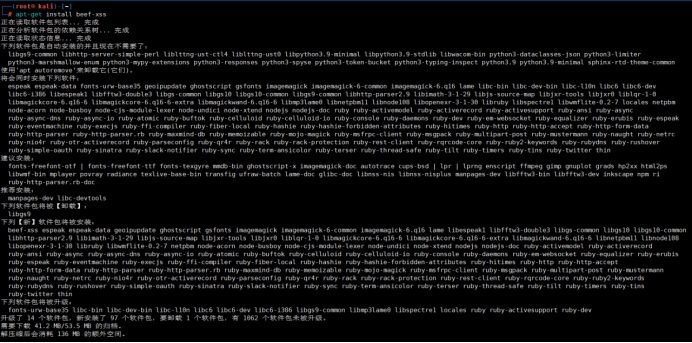 ┌──(root㉿kali)-[~]
└─# apt-get install beef-xss
正在读取软件包列表... 完成
正在分析软件包的依赖关系树... 完成
正在读取状态信息... 完成
下列软件包是自动安装的并且现在不需要了：
libgs9-common libhttp-server-simple-perl liblttng-ust-ctl4 liblttng-ust0 libpython3.9-minimal libpython3.9-stdlib libwacom-bin python3-dataclasses-json python3-limiter
python3-marshmallow-enum python3-mypy-extensions python3-responses python3-spyse python3-token-bucket python3-typing-inspect python3.9 python3.9-minimal sphinx-rtd-theme-common
使用'apt autoremove'来卸载它(它们)。
将会同时安装下列软件：
espeak espeak-data fonts-urw-base35 geoipupdate ghostscript gsfonts imagemagick imagemagick-6-common imagemagick-6.q16 lame libc-bin libc-dev-bin libc-l10n libc6 libc6-dev
libc6-i386 libespeak1 libfftw3-double3 libgs-common libgs10 libgs10-common libgs9-common libhttp-parser2.9 libimath-3-1-29 libjs-source-map libjxr-tools libjxr0 liblqr-1-0
libmagickcore-6.q16-6 libmagickcore-6.q16-6-extra libmagickwand-6.q16-6 libmp3lame0 libnetpbm11 libnode108 libopenexr-3-1-30 libruby libspectre1 libwmflite-0.2-7 locales netpbm
node-acorn node-busboy node-cjs-module-lexer node-undici node-xtend nodejs nodejs-doc ruby ruby-activemodel ruby-activerecord ruby-activesupport ruby-ansi ruby-async
ruby-async-dns ruby-async-io ruby-atomic ruby-buftok ruby-celluloid ruby-celluloid-io ruby-console ruby-daemons ruby-dev ruby-em-websocket ruby-equalizer ruby-erubis ruby-espeak
ruby-eventmachine ruby-execjs ruby-ffi-compiler ruby-fiber-local ruby-hashie ruby-hashie-forbidden-attributes ruby-hitimes ruby-http ruby-http-accept ruby-http-form-data
ruby-http-parser ruby-http-parser.rb ruby-maxmind-db ruby-memoizable ruby-mojo-magick ruby-msfrpc-client ruby-msgpack ruby-multipart-post ruby-mustermann ruby-naught ruby-netrc
ruby-nio4r ruby-otr-activerecord ruby-parseconfig ruby-qr4r ruby-rack ruby-rack-protection ruby-rest-client ruby-rqrcode-core ruby-ruby2-keywords ruby-rubydns ruby-rushover
ruby-simple-oauth ruby-sinatra ruby-slack-notifier ruby-sync ruby-term-ansicolor ruby-terser ruby-thread-safe ruby-tilt ruby-timers ruby-tins ruby-twitter thin
建议安装：
fonts-freefont-otf | fonts-freefont-ttf fonts-texgyre mwdb-bin ghostscript-x imagemagick-doc autotrace cups-bsd | lpr | lprng enscript ffmpeg gimp gnuplot grads hp2xx html2ps
libwmf-bin mplayer povray radiance texlive-base-bin transfig ufraw-batch lame-doc glibc-doc libnss-nis libnss-nisplus manpages-dev libfftw3-bin libfftw3-dev inkscape npm ri
ruby-http-parser.rb-doc
推荐安装：
manpages-dev libc-devtools
下列软件包将被【卸载】：
libgs9
下列【新】软件包将被安装：
beef-xss espeak espeak-data geoipupdate ghostscript gsfonts imagemagick imagemagick-6-common imagemagick-6.q16 lame libespeak1 libfftw3-double3 libgs-common libgs10 libgs10-common
libhttp-parser2.9 libimath-3-1-29 libjs-source-map libjxr-tools libjxr0 liblqr-1-0 libmagickcore-6.q16-6 libmagickcore-6.q16-6-extra libmagickwand-6.q16-6 libnetpbm11 libnode108
libopenexr-3-1-30 libruby libwmflite-0.2-7 netpbm node-acorn node-busboy node-cjs-module-lexer node-undici node-xtend nodejs nodejs-doc ruby-activemodel ruby-activerecord
ruby-ansi ruby-async ruby-async-dns ruby-async-io ruby-atomic ruby-buftok ruby-celluloid ruby-celluloid-io ruby-console ruby-daemons ruby-em-websocket ruby-equalizer ruby-erubis
ruby-espeak ruby-eventmachine ruby-execjs ruby-ffi-compiler ruby-fiber-local ruby-hashie ruby-hashie-forbidden-attributes ruby-hitimes ruby-http ruby-http-accept
ruby-http-form-data ruby-http-parser ruby-http-parser.rb ruby-maxmind-db ruby-memoizable ruby-mojo-magick ruby-msfrpc-client ruby-msgpack ruby-multipart-post ruby-mustermann
ruby-naught ruby-netrc ruby-nio4r ruby-otr-activerecord ruby-parseconfig ruby-qr4r ruby-rack ruby-rack-protection ruby-rest-client ruby-rqrcode-core ruby-ruby2-keywords
ruby-rubydns ruby-rushover ruby-simple-oauth ruby-sinatra ruby-slack-notifier ruby-sync ruby-term-ansicolor ruby-terser ruby-thread-safe ruby-tilt ruby-timers ruby-tins
ruby-twitter thin
下列软件包将被升级：
fonts-urw-base35 libc-bin libc-dev-bin libc-l10n libc6 libc6-dev libc6-i386 libgs9-common libmp3lame0 libspectre1 locales ruby ruby-activesupport ruby-dev
升级了 14 个软件包，新安装了 97 个软件包，要卸载 1 个软件包，有 1062 个软件包未被升级。
需要下载 41.2 MB/53.5 MB 的归档。
解压缩后会消耗 136 MB 的额外空间。